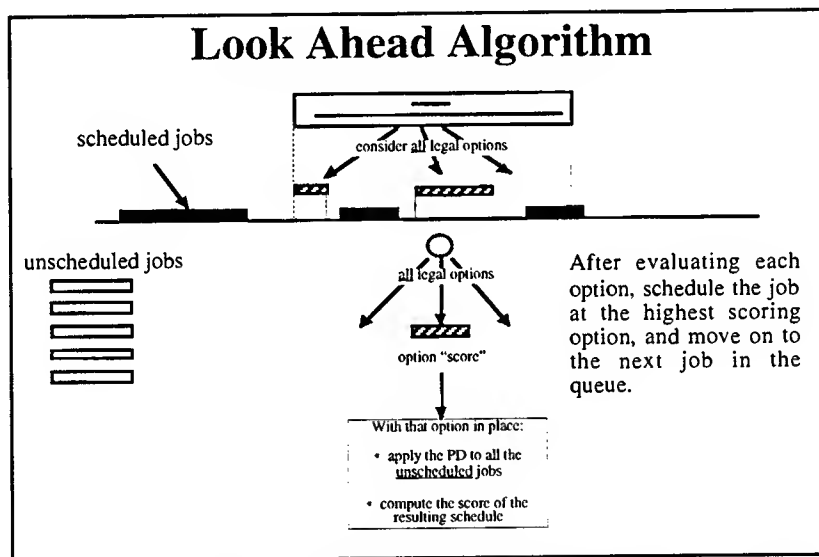 Look Ahead Algorithm
scheduled jobs
consider all legal options
unscheduled jobs
all legal options
option “score”
With that option in place:
• apply the PD to all the
unscheduled jobs
• compute the score of the
resulting schedule
After evaluating each
option, schedule the job
at the highest scoring
option, and move on to
the next job in the
queue.